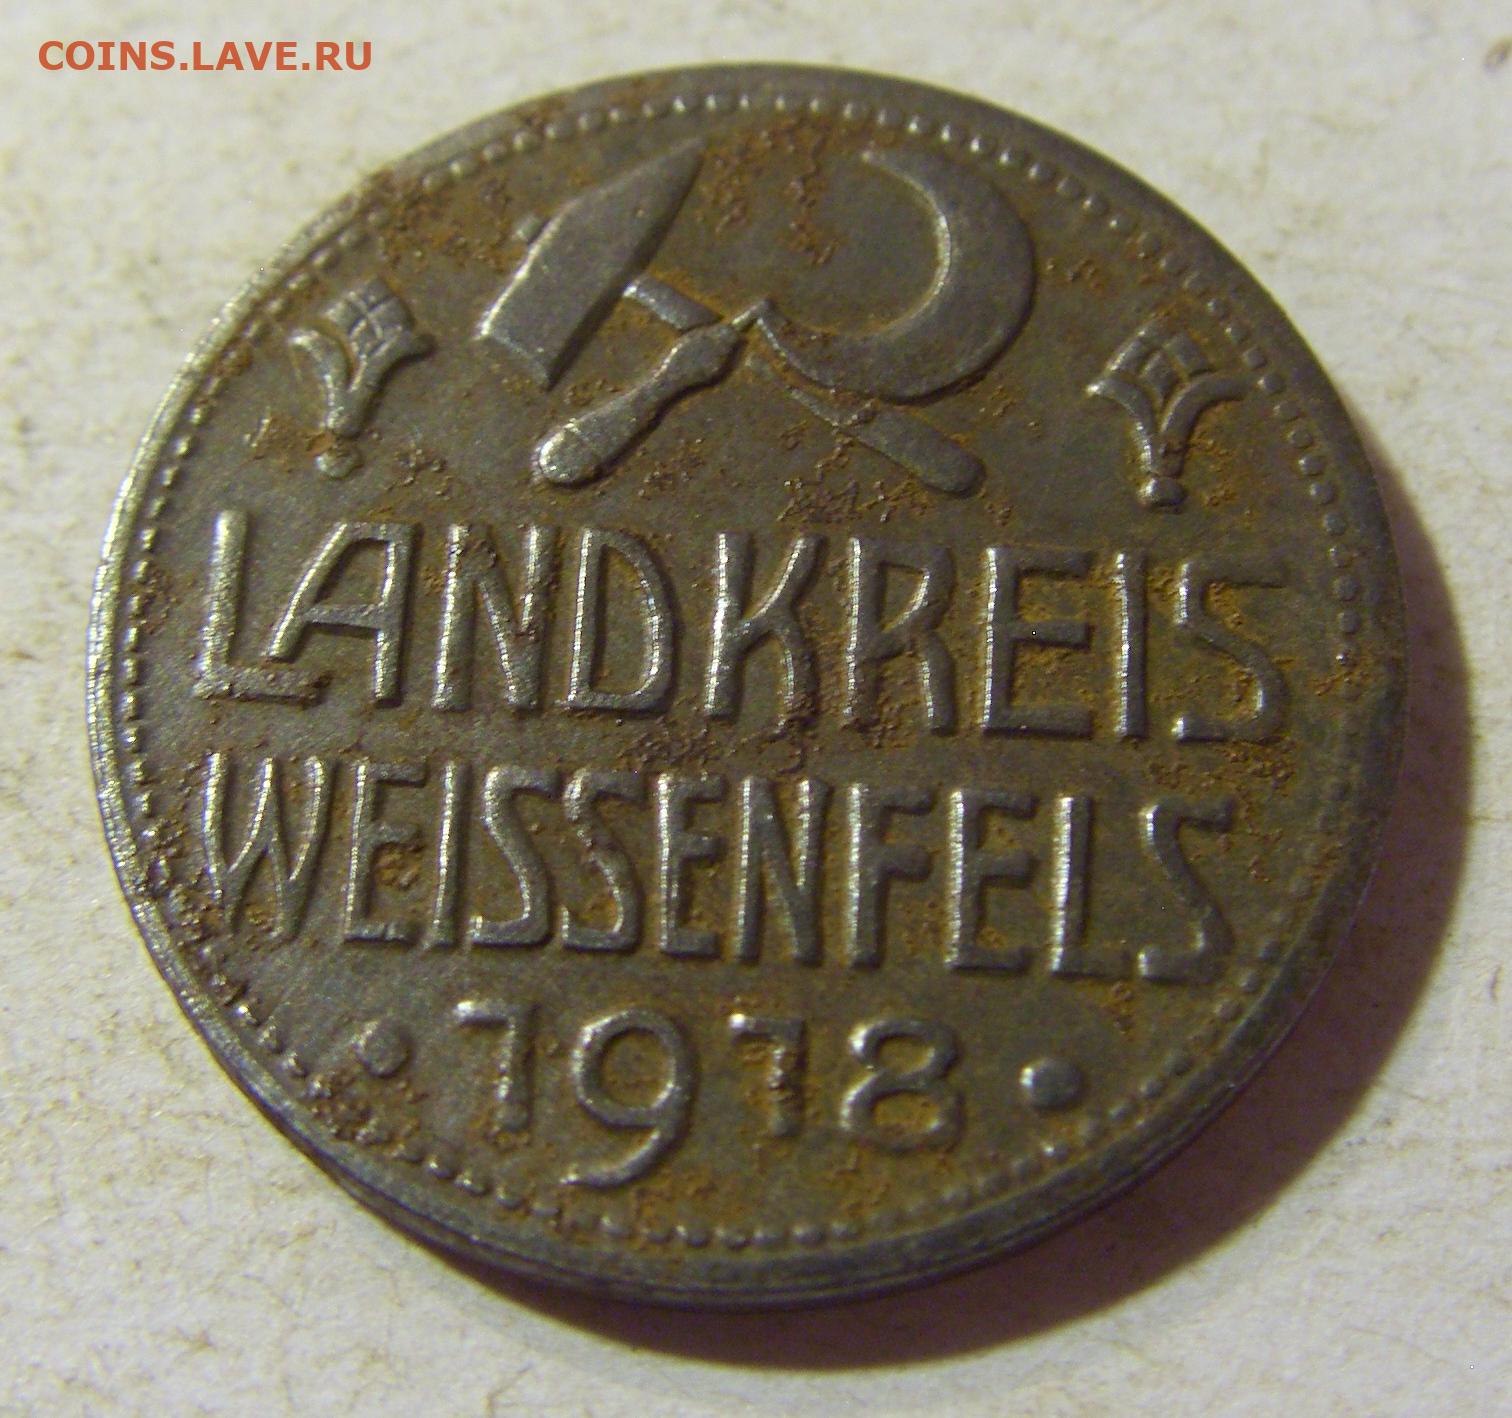 COINS.LAVE.RU
LANDKREIS
WEISSENFELS
· 1918 ·